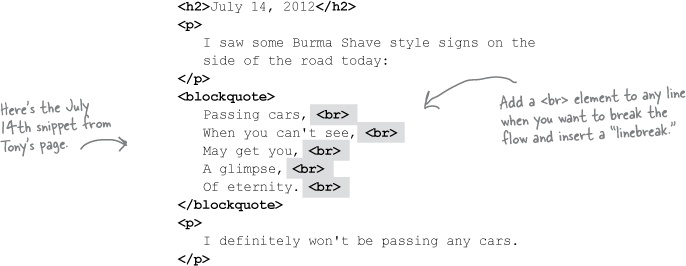 <h2>July 14, 2012</h2>
<p>
I saw some Burma Shave style signs on the
side of the road today:
</p>
<blockquote>
Passing cars, <br>
When you can't see, <br>
May get you, <br>
A glimpse, <br>
Of eternity. <br>
</blockquote>
<p>
I definitely won't be passing any cars.
</p>
Here's the July
14th snippet from
Tony's page.
Add a <br> element to any line
when you want to break the
flow and insert a “linebreak.”